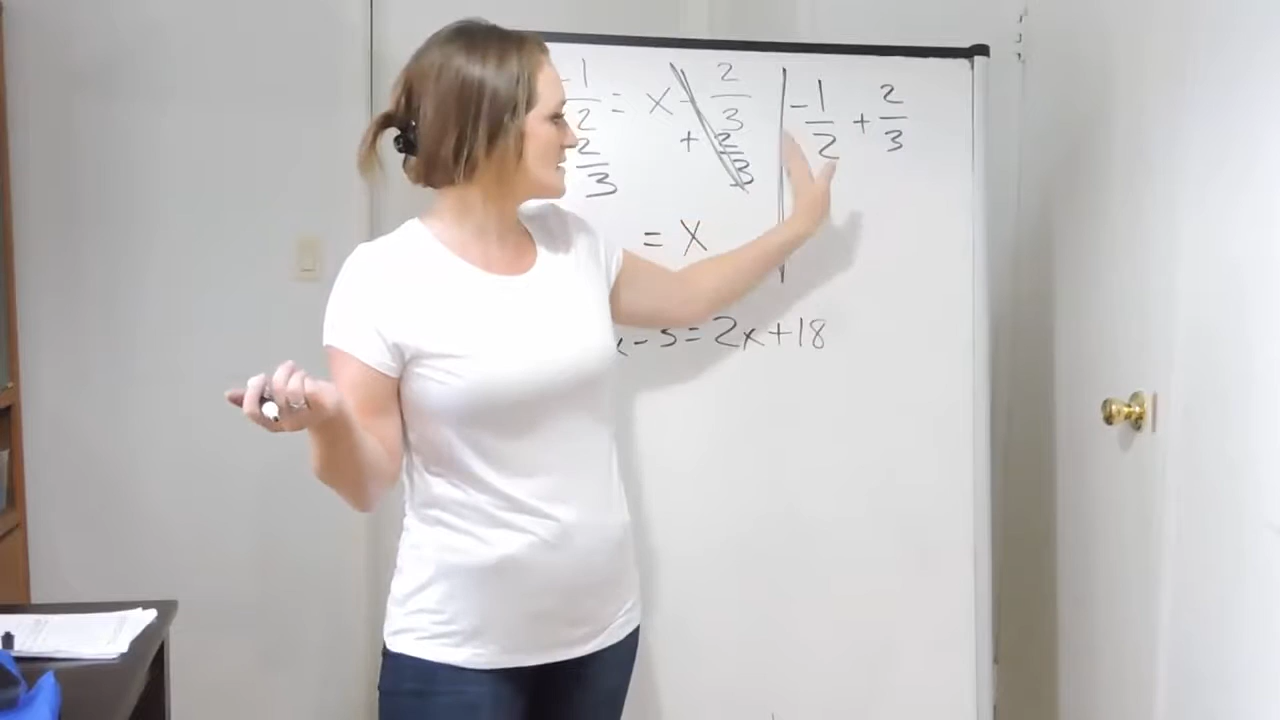 -1/2 = x - 2/3
2/3 + 2/3
= x
-1/2 + 2/3
x - 5 = 2x + 18